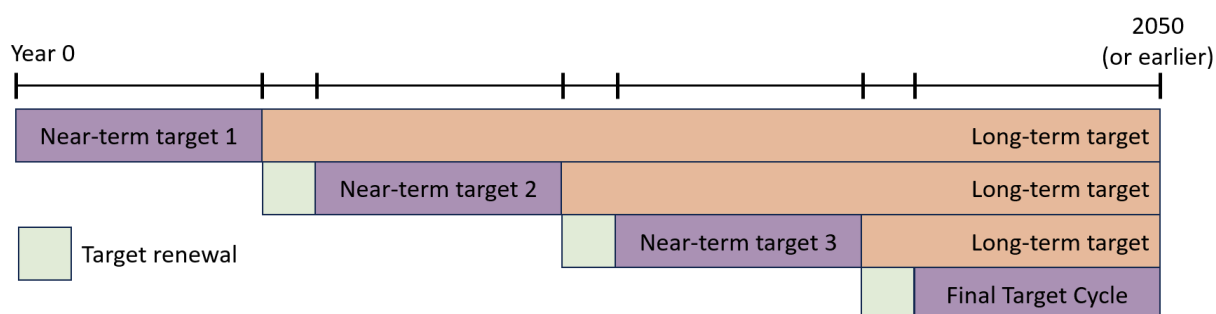 Year 0
2050
(or earlier)
Near-term target 1
Long-term target
Near-term target 2
Long-term target
Near-term target 3
Long-term target
Target renewal
Final Target Cycle